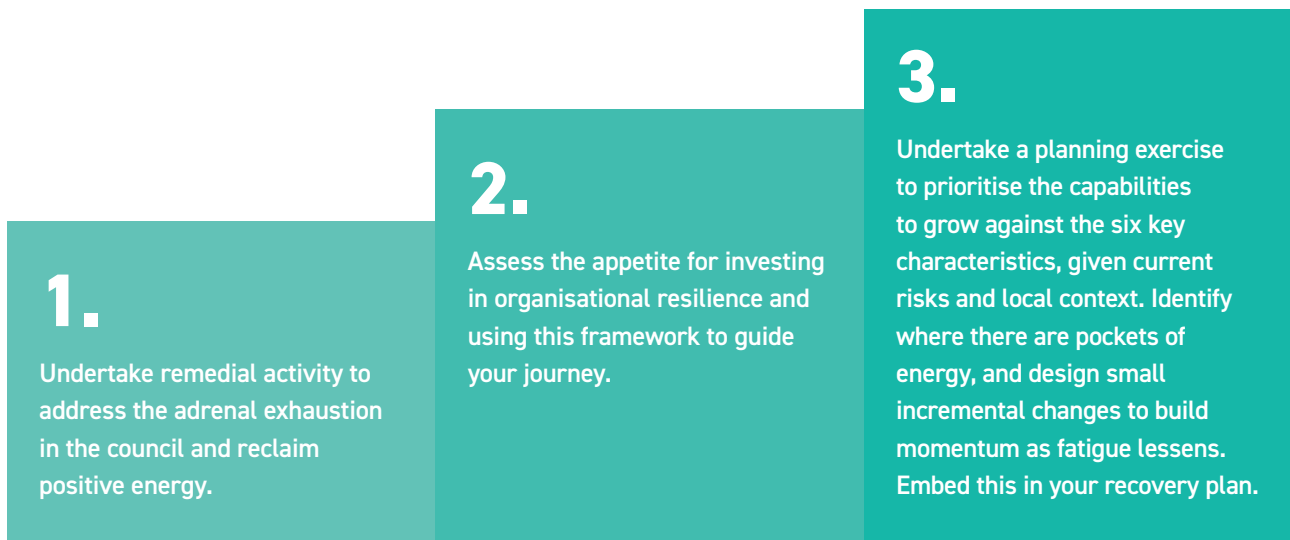 1.
Undertake remedial activity to
address the adrenal exhaustion
in the council and reclaim
positive energy.
2.
Assess the appetite for investing
in organisational resilience and
using this framework to guide
your journey.
3.
Undertake a planning exercise
to prioritise the capabilities
to grow against the six key
characteristics, given current
risks and local context. Identify
where there are pockets of
energy, and design small
incremental changes to build
momentum as fatigue lessens.
Embed this in your recovery plan.